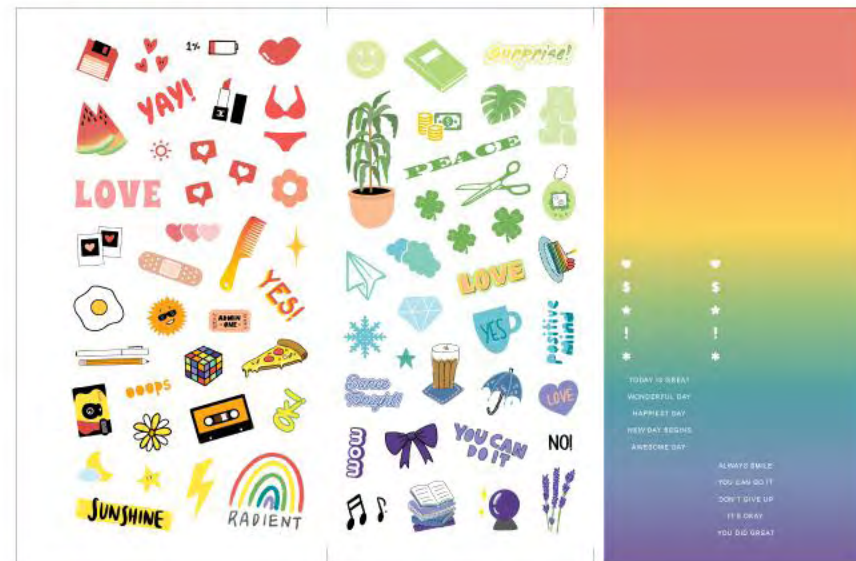 1%
YAY!
LOVE
YES!
ADMIT
ONE
OOOPS
OK!
SUNSHINE
RADIENT
Surprise!
PEACE
LOVE
YES
positive
MIND
Dance
Tonight!
LOVE
WOW
YOU CAN
DO IT
NO!
$ $
! !
* *
TODAY IS GREAT
WONDERFUL DAY
HAPPIEST DAY
NEW DAY BEGINS
AWESOME DAY
ALWAYS SMILE
YOU CAN DO IT
DON'T GIVE UP
IT'S OKAY
YOU DID GREAT